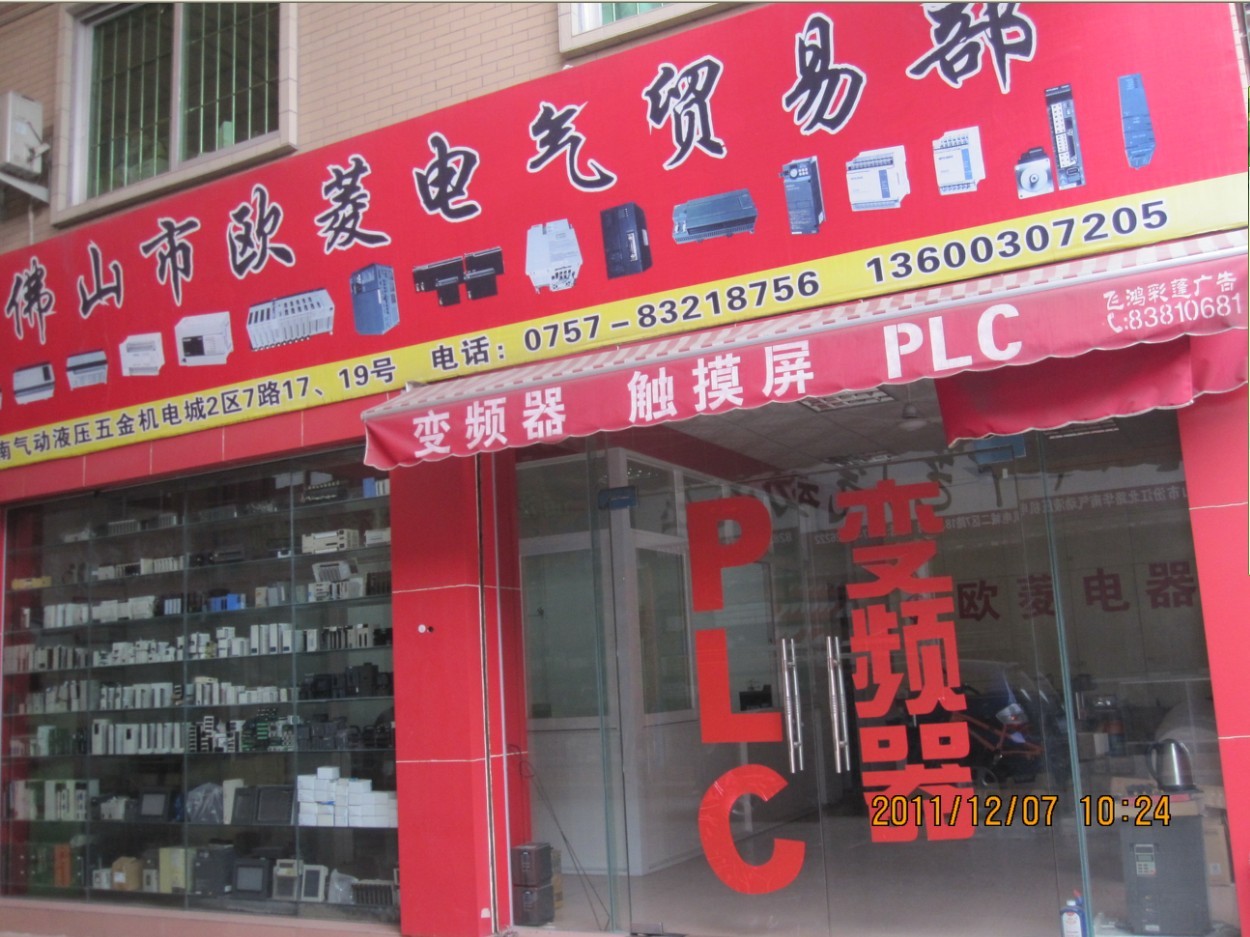 佛山市欧菱电气贸易部
南气动液压五金机电城2区7路17、19号 电话：0757-83218756 13600307205
变频器 触摸屏 PLC
飞鸿彩篷广告
83810681
PLC
变频器
欧菱电器
2011/12/07 10:24